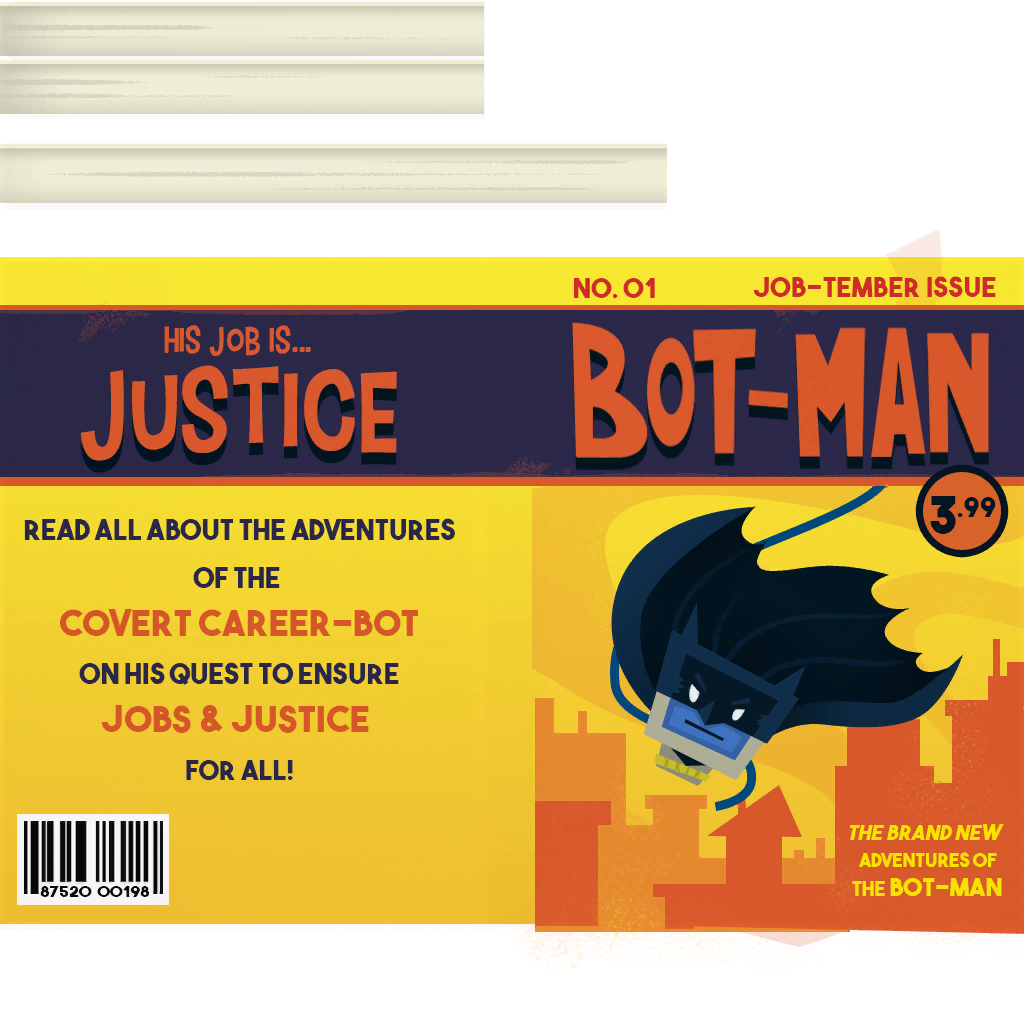 HIS JOB IS...
JUSTICE
READ ALL ABOUT THE ADVENTURES
OF THE
COVERT CAREER-BOT
ON HIS QUEST TO ENSURE
JOBS & JUSTICE
FOR ALL!
87520 00198
NO. 01
JOB-TEMBER ISSUE
BOT-MAN
3.99
THE BRAND NEW
ADVENTURES OF
THE BOT-MAN